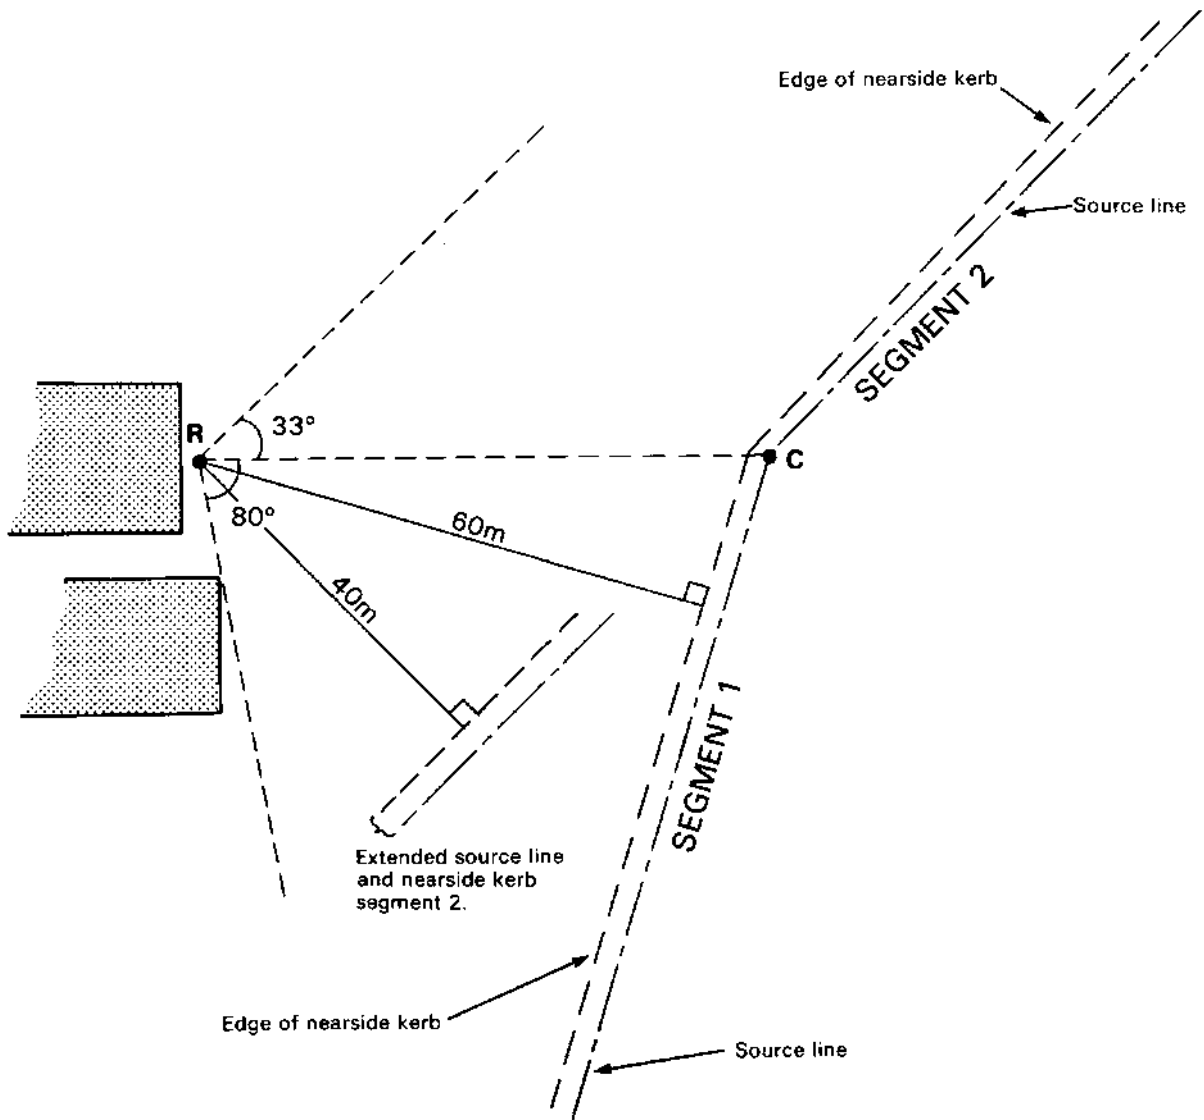 Edge of nearside kerb
Source line
SEGMENT 2
R
33°
C
80°
60m
40m
SEGMENT 1
Extended source line
and nearside kerb
segment 2.
Edge of nearside kerb
Source line